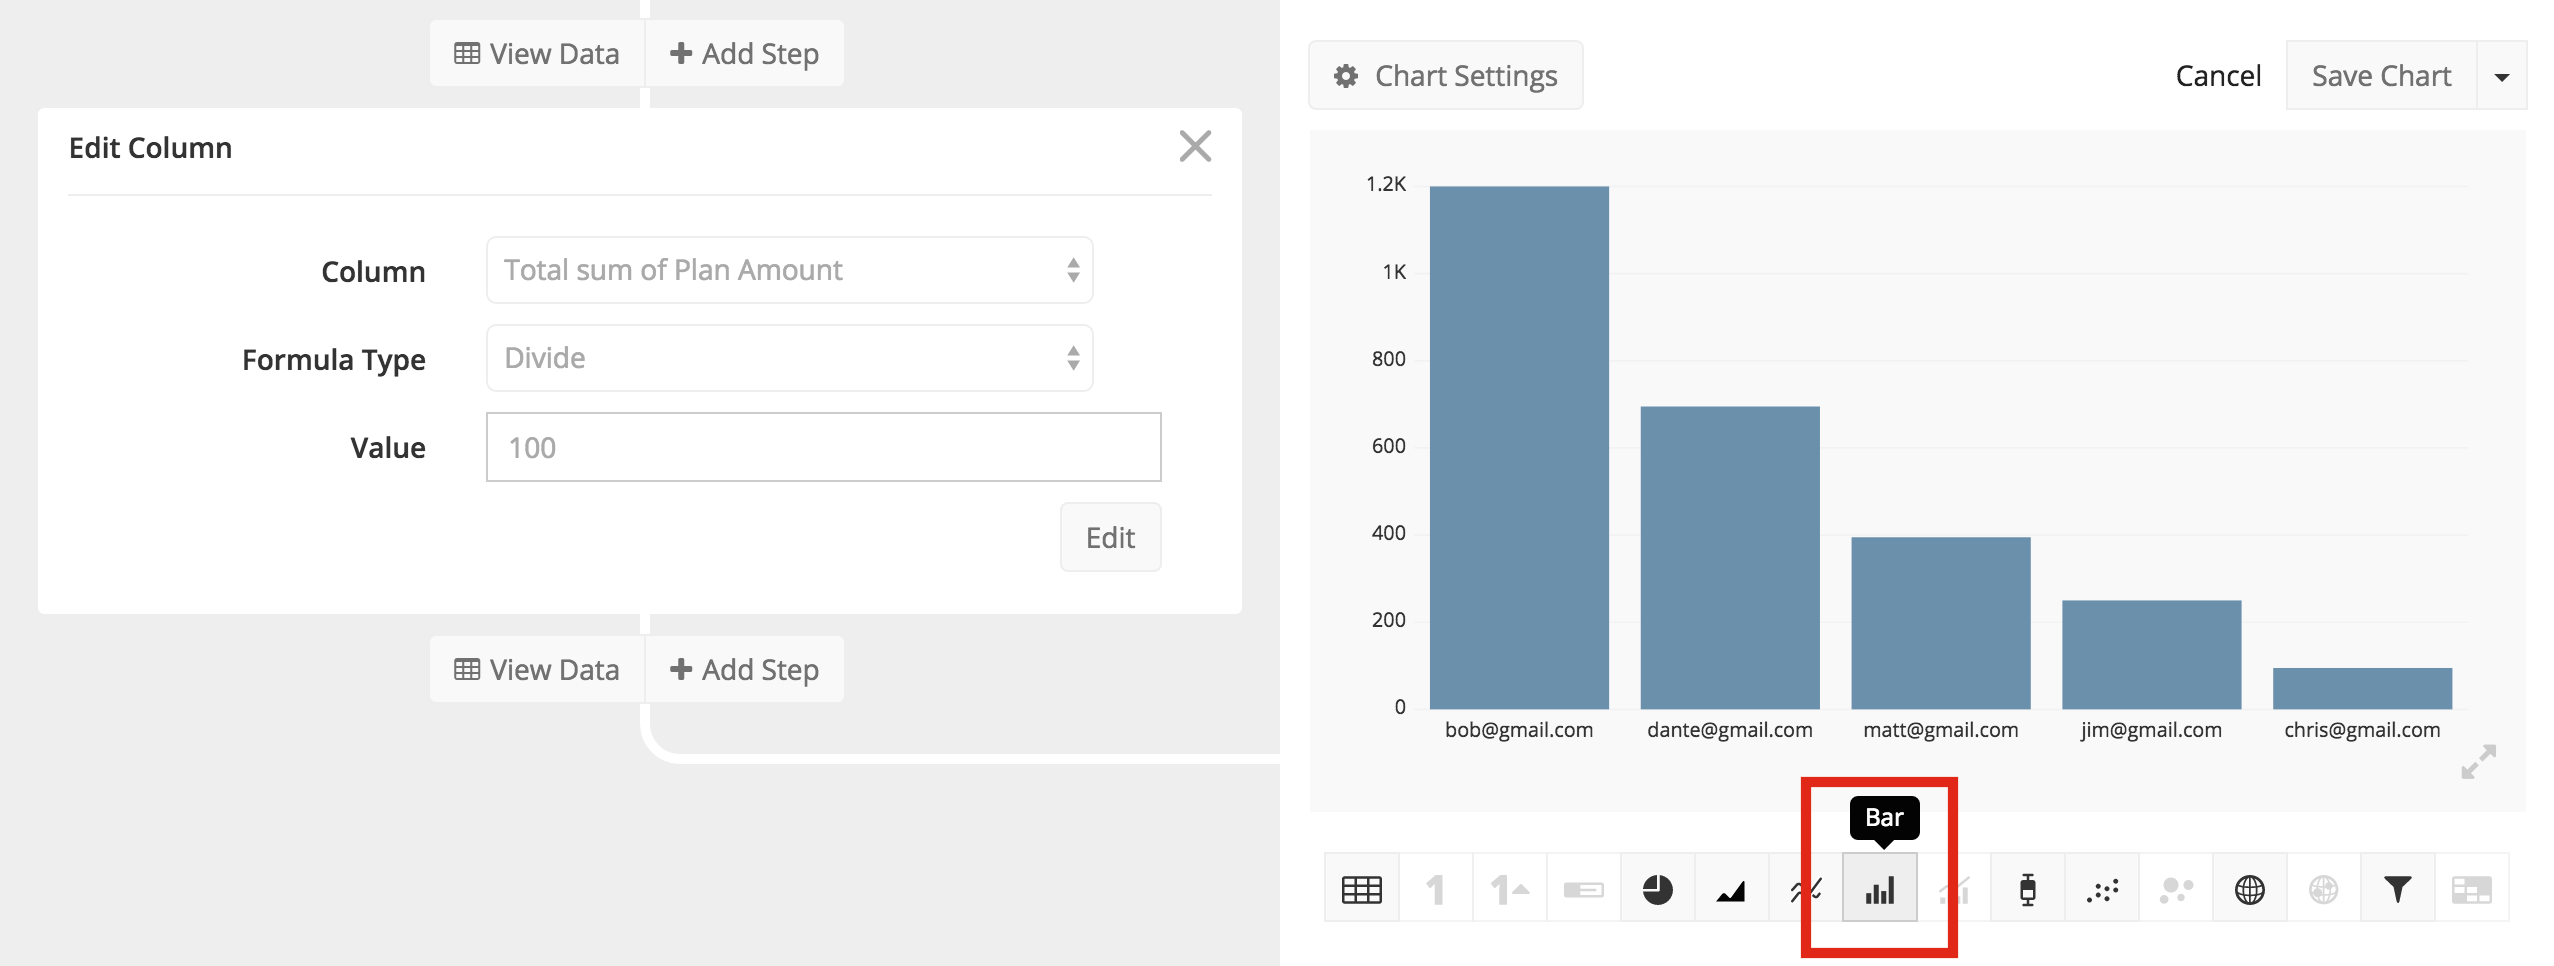 View Data
Add Step
Edit Column
Column
Total sum of Plan Amount
Formula Type
Divide
Value
100
Edit
View Data
Add Step
Chart Settings
Cancel
Save Chart
1.2K
1K
800
600
400
200
0
bob@gmail.com
dante@gmail.com
matt@gmail.com
jim@gmail.com
chris@gmail.com
Bar
1
1